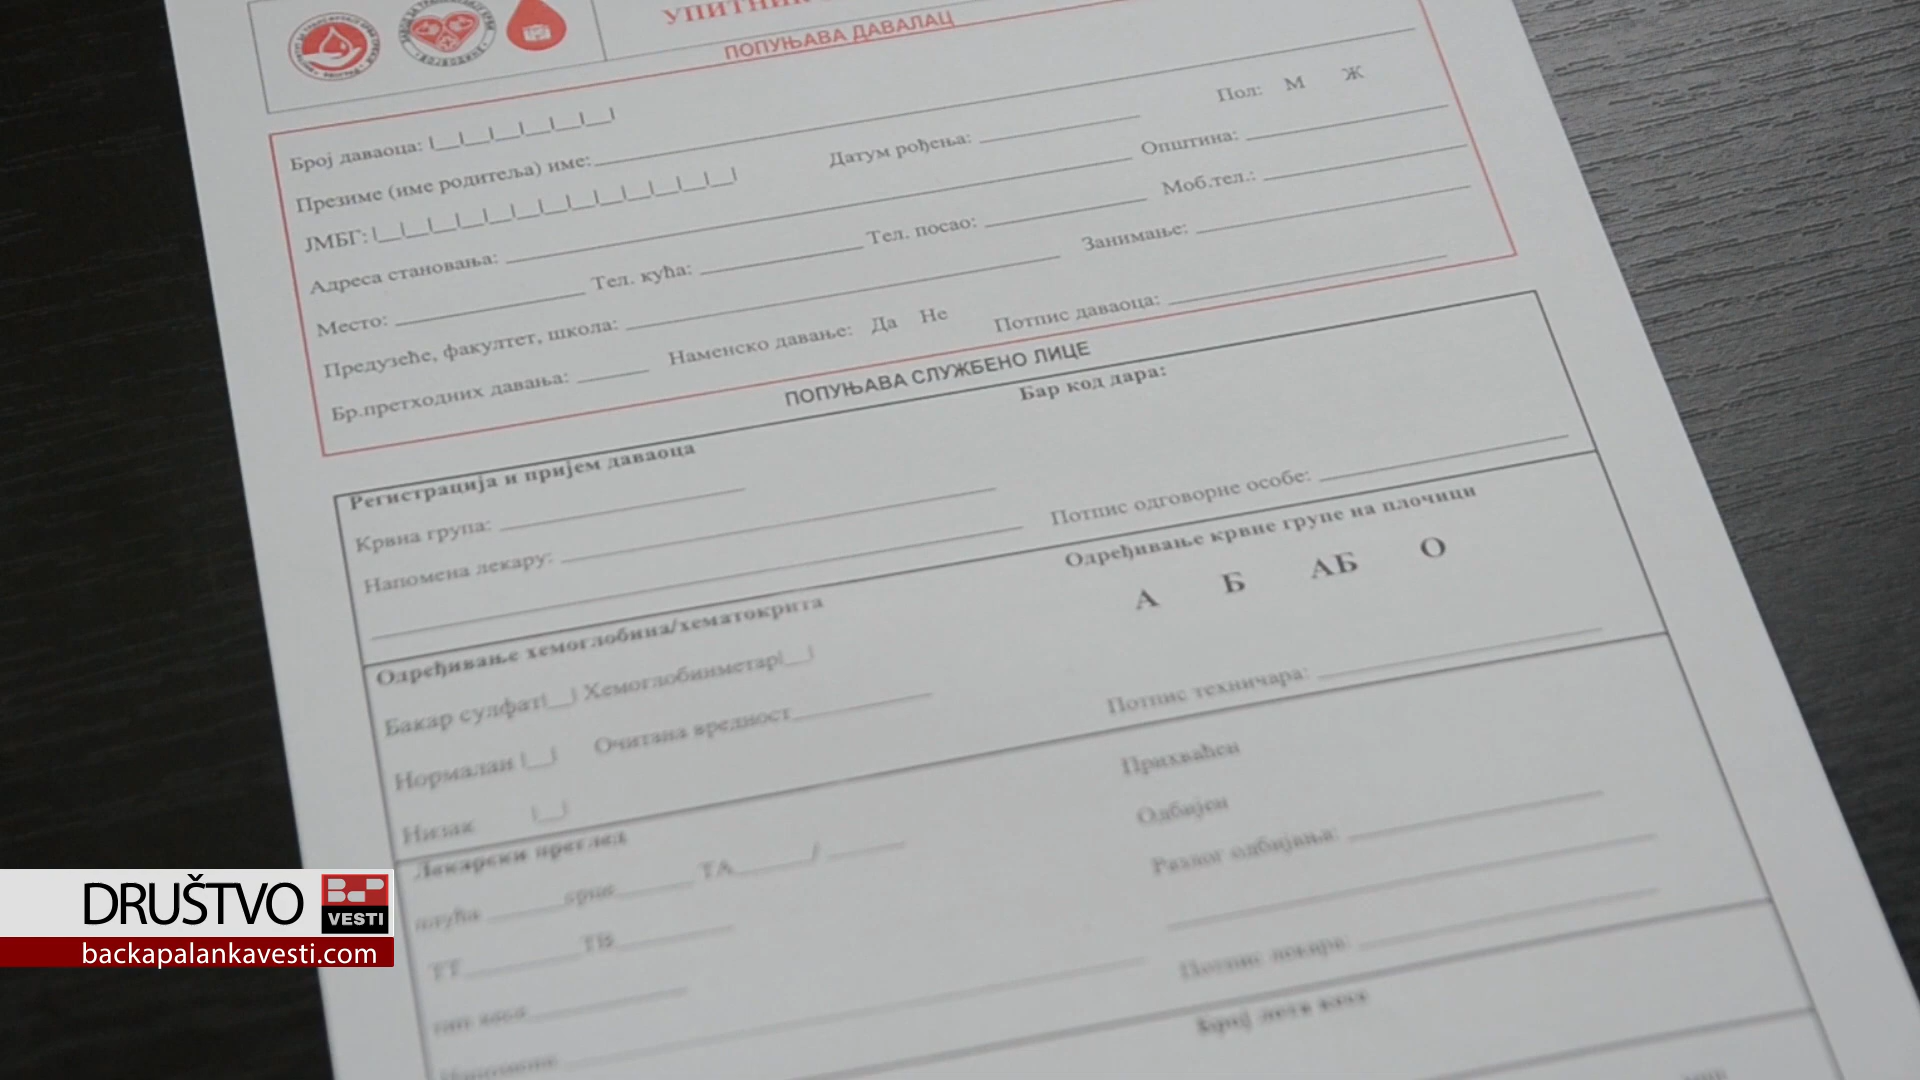 УПИТНИК
ПОПУЊАВА ДАВАЛАЦ
Број даваоца: |__|__|__|__|__|__|
Пол: М Ж
Презиме (име родитеља) име:
Датум рођења:
Општина:
ЈМБГ: |__|__|__|__|__|__|__|__|__|__|__|__|__|
Моб.тел.:
Адреса становања:
Тел. посао:
Место:
Тел. кућа:
Занимање:
Предузеће, факултет, школа:
Бр.претходних давања: Наменско давање: Да Не Потпис даваоца:
ПОПУЊАВА СЛУЖБЕНО ЛИЦЕ
Регистрација и пријем даваоца
Бар код дара:
Крвна група:
Напомена лекару:
Потпис одговорне особе:
Одређивање хемоглобина/хематокрита
Одређивање крвне групе на плочици
А Б АБ О
Бакар сулфат|__| Хемоглобинметар|__|
Нормалан |__| Очитана вредност
Потпис техничара:
Низак |__|
Лекарски преглед
Прихваћен
Одбијен
плућа срце ТА /
Разлог одбијања:
ТТ ТВ
Потпис лекара:
Напомена
Број
DRUŠTVO
BCP
VESTI
backapalankavesti.com